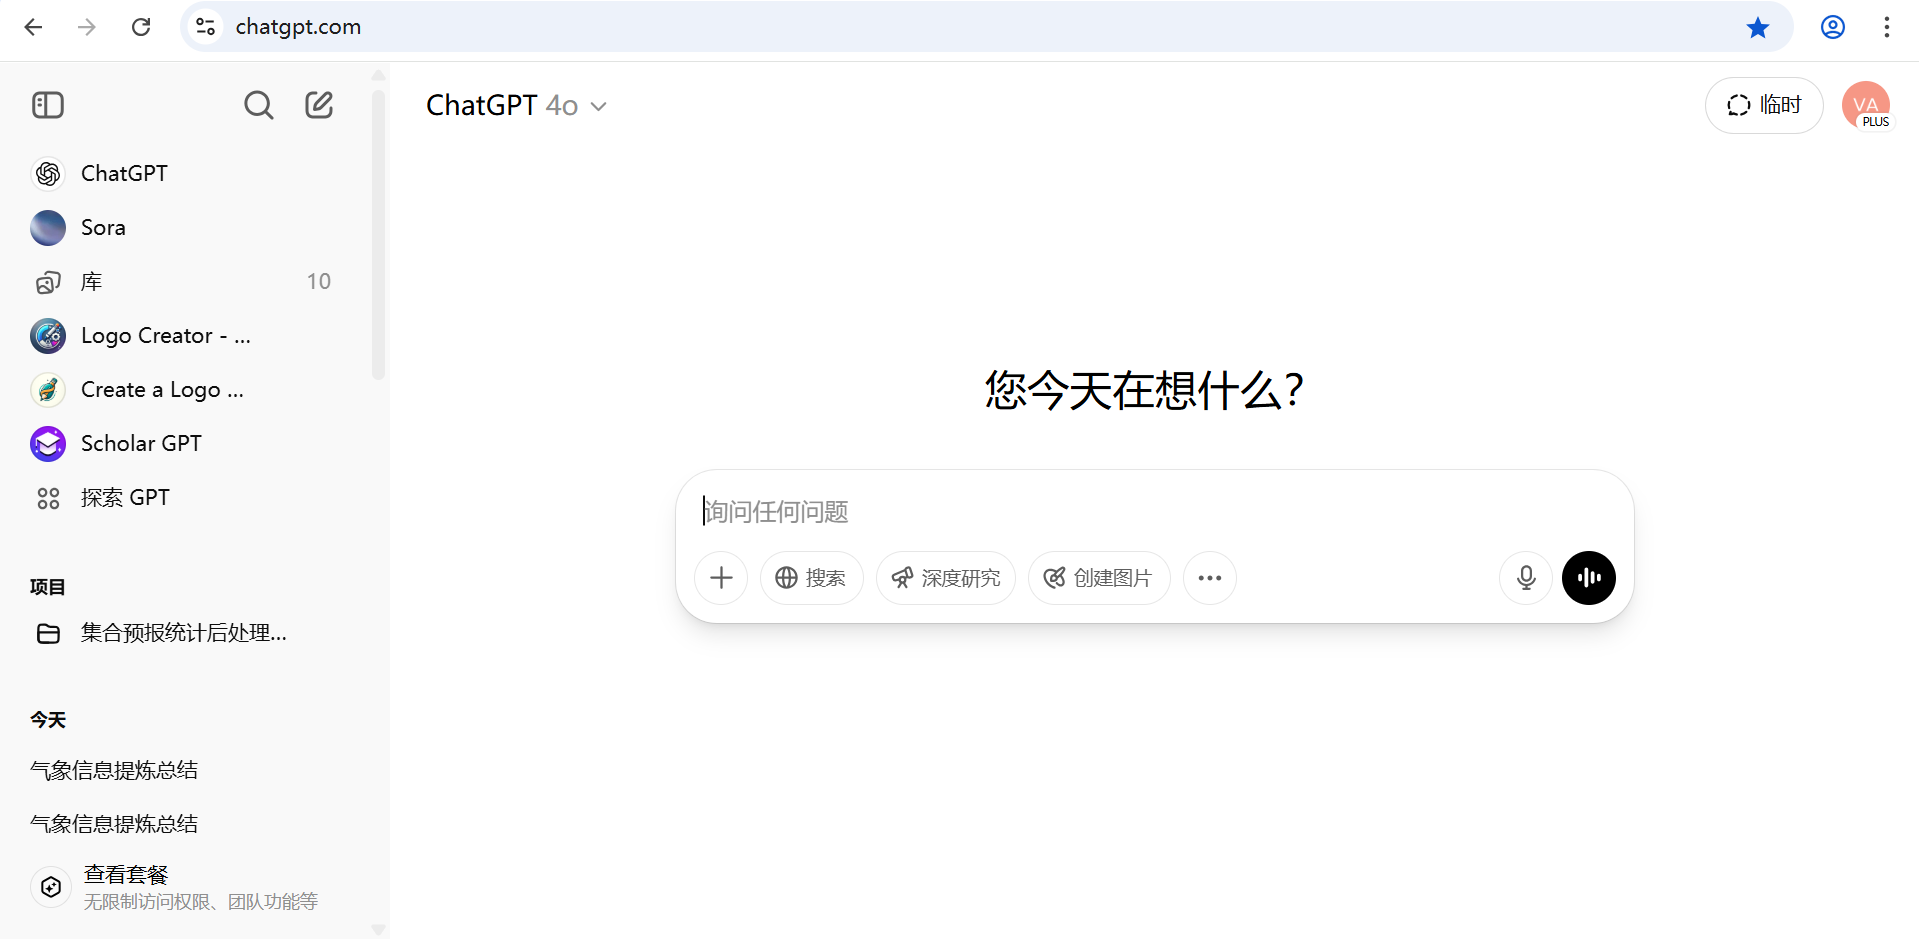 chatgpt.com
ChatGPT 4o
临时
VA
PLUS
ChatGPT
Sora
库 10
Logo Creator - ...
Create a Logo ...
Scholar GPT
探索 GPT
项目
集合预报统计后处理...
今天
气象信息提炼总结
气象信息提炼总结
查看套餐
无限制访问权限、团队功能等
您今天在想什么？
询问任何问题
搜索
深度研究
创建图片